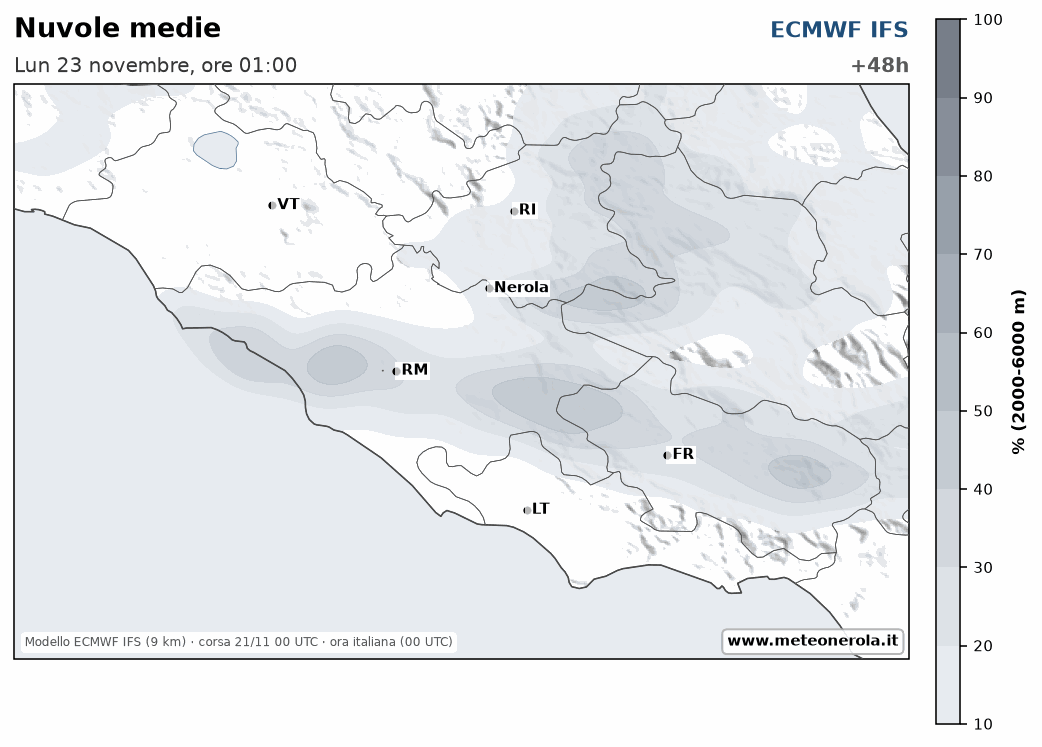 Nuvole medie
ECMWF IFS
Lun 23 novembre, ore 01:00
+48h
100
90
80
70
60
50
40
30
20
10
% (2000-6000 m)
VT
RI
Nerola
RM
FR
LT
Modello ECMWF IFS (9 km) · corsa 21/11 00 UTC · ora italiana (00 UTC)
www.meteonerola.it